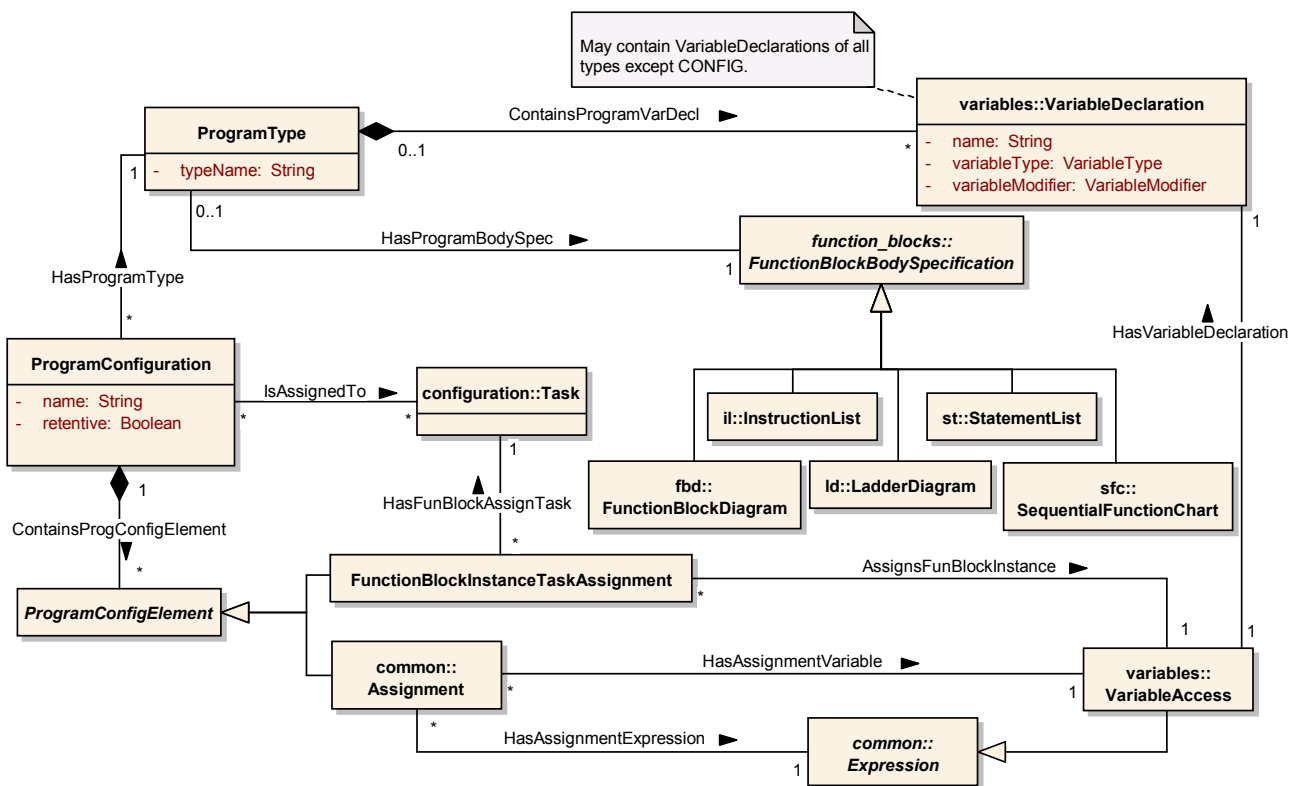 May contain VariableDeclarations of all
types except CONFIG.
variables::VariableDeclaration
- name: String
- variableType: VariableType
- variableModifier: VariableModifier
ContainsProgramVarDecl
0..1
*
ProgramType
- typeName: String
1
0..1
1
HasProgramBodySpec
1
function_blocks::
FunctionBlockBodySpecification
HasProgramType
*
HasVariableDeclaration
ProgramConfiguration
- name: String
- retentive: Boolean
IsAssignedTo
*
*
configuration::Task
1
il::InstructionList
st::StatementList
fbd::
FunctionBlockDiagram
ld::LadderDiagram
sfc::
SequentialFunctionChart
1
HasFunBlockAssignTask
*
ContainsProgConfigElement
*
ProgramConfigElement
FunctionBlockInstanceTaskAssignment
*
AssignsFunBlockInstance
1
1
common::
Assignment
*
HasAssignmentVariable
1
variables::
VariableAccess
*
HasAssignmentExpression
1
common::
Expression